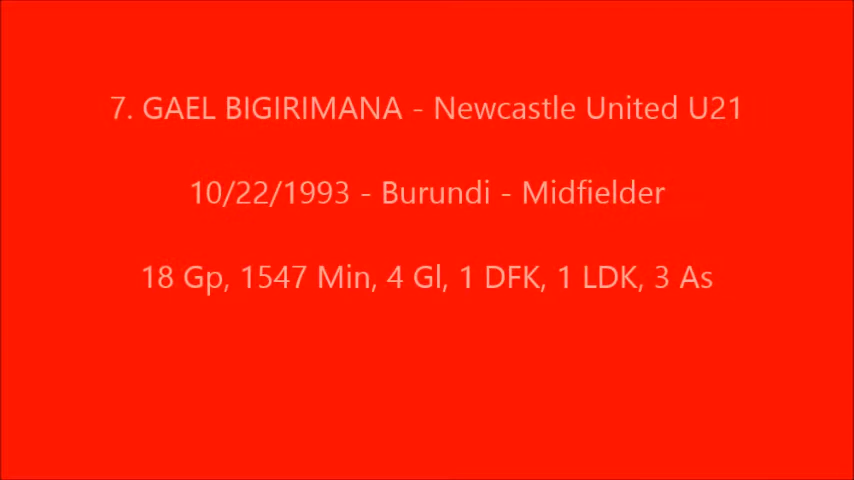 7. GAEL BIGIRIMANA - Newcastle United U21
10/22/1993 - Burundi - Midfielder
18 Gp, 1547 Min, 4 Gl, 1 DFK, 1 LDK, 3 As